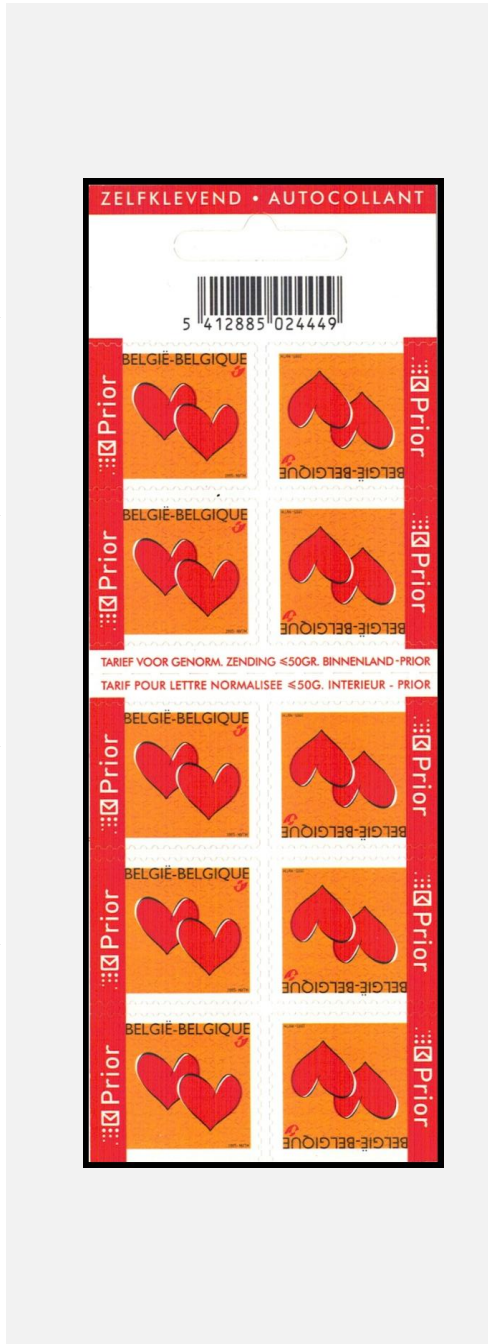 ZELFKLEVEND • AUTOCOLLANT
5 412885 024449
BELGIË-BELGIQUE
Prior
BELGIË-BELGIQUE
Prior
BELGIË-BELGIQUE
Prior
BELGIË-BELGIQUE
Prior
TARIEF VOOR GENORM. ZENDING ≤50GR. BINNENLAND-PRIOR
TARIF POUR LETTRE NORMALISEE ≤50G. INTERIEUR - PRIOR
BELGIË-BELGIQUE
Prior
BELGIË-BELGIQUE
Prior
BELGIË-BELGIQUE
Prior
BELGIË-BELGIQUE
Prior
BELGIË-BELGIQUE
Prior
BELGIË-BELGIQUE
Prior